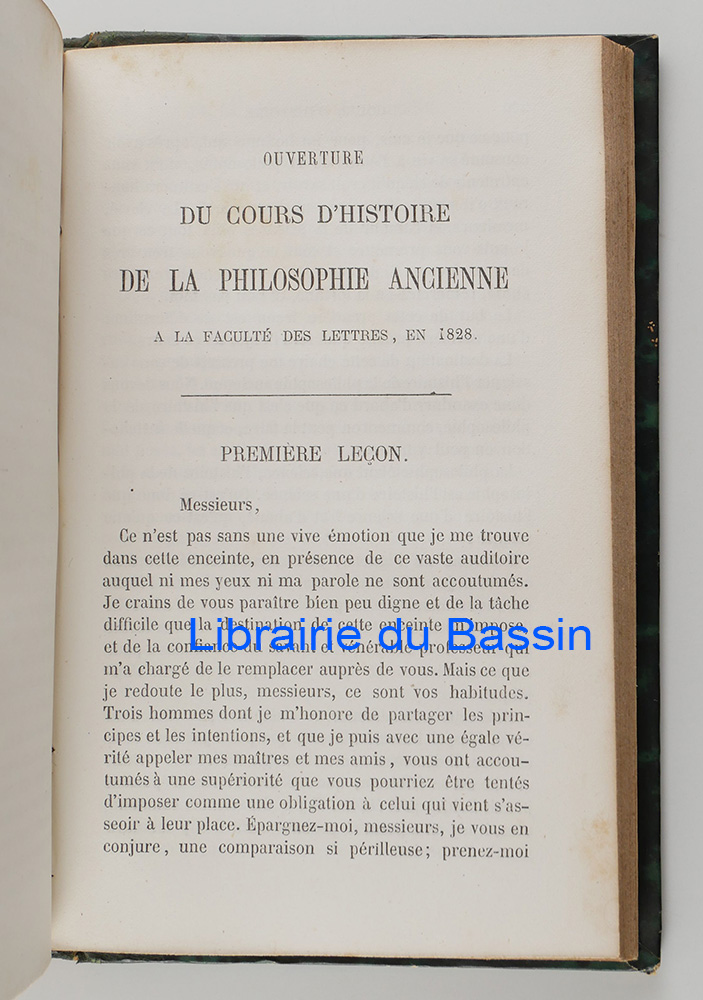 OUVERTURE
DU COURS D'HISTOIRE
DE LA PHILOSOPHIE ANCIENNE
A LA FACULTÉ DES LETTRES, EN 1828.
PREMIÈRE LEÇON.
Messieurs,
Ce n'est pas sans une vive émotion que je me trouve
dans cette enceinte, en présence de ce vaste auditoire
auquel ni mes yeux ni ma parole ne sont accoutumés.
Je crains de vous paraître bien peu digne et de la tâche
difficile que la destination de cette enceinte m'impose,
Librairie du Bassin
et de la confiance du savant et vénérable professeur qui
m'a chargé de le remplacer auprès de vous. Mais ce que
je redoute le plus, messieurs, ce sont vos habitudes.
Trois hommes dont je m'honore de partager les prin-
cipes et les intentions, et que je puis avec une égale vé-
rité appeler mes maîtres et mes amis, vous ont accou-
tumés à une supériorité que vous pourriez être tentés
d'imposer comme une obligation à celui qui vient s'as-
seoir à leur place. Épargnez-moi, messieurs, je vous en
conjure, une comparaison si périlleuse; prenez-moi